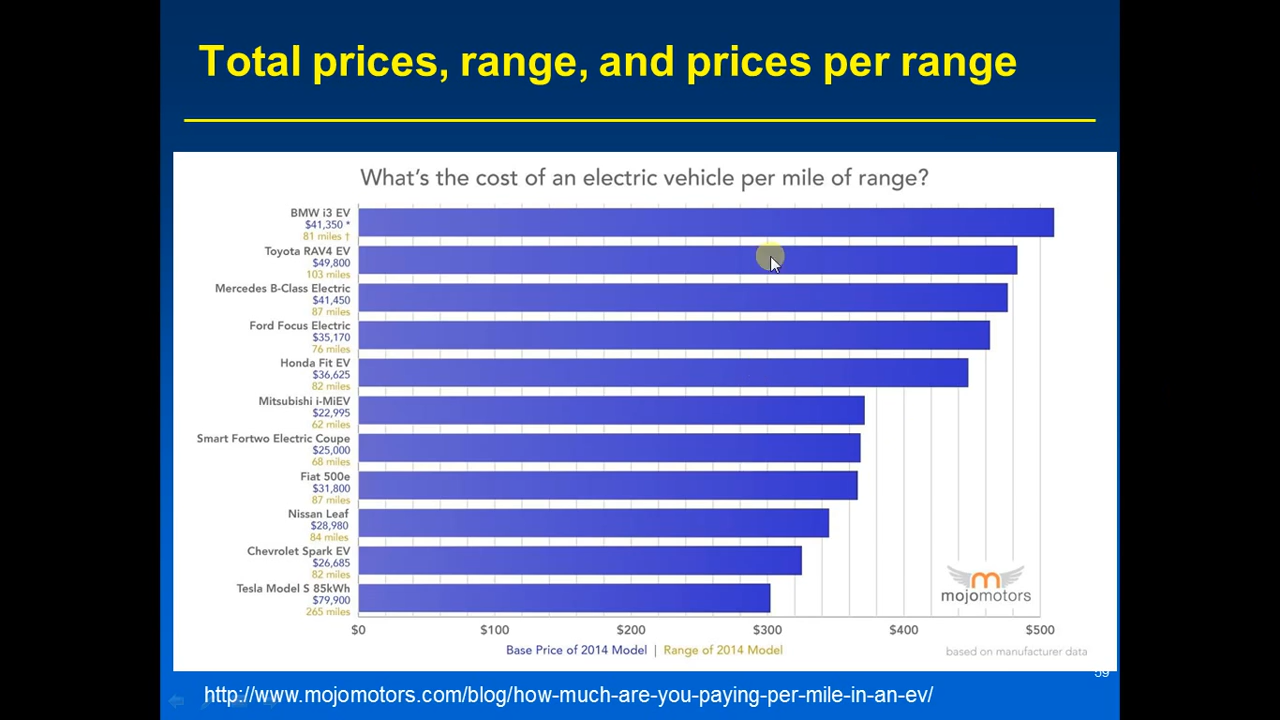 Total prices, range, and prices per range
What's the cost of an electric vehicle per mile of range?
BMW i3 EV
$41,350 *
81 miles †
Toyota RAV4 EV
$49,800
103 miles
Mercedes B-Class Electric
$41,450
87 miles
Ford Focus Electric
$35,170
76 miles
Honda Fit EV
$36,625
82 miles
Mitsubishi i-MiEV
$22,995
62 miles
Smart Fortwo Electric Coupe
$25,000
68 miles
Fiat 500e
$31,800
87 miles
Nissan Leaf
$28,980
84 miles
Chevrolet Spark EV
$26,685
82 miles
Tesla Model S 85kWh
$79,900
265 miles
m
mojomotors
$0 $100 $200 $300 $400 $500
Base Price of 2014 Model | Range of 2014 Model
based on manufacturer data
59
http://www.mojomotors.com/blog/how-much-are-you-paying-per-mile-in-an-ev/